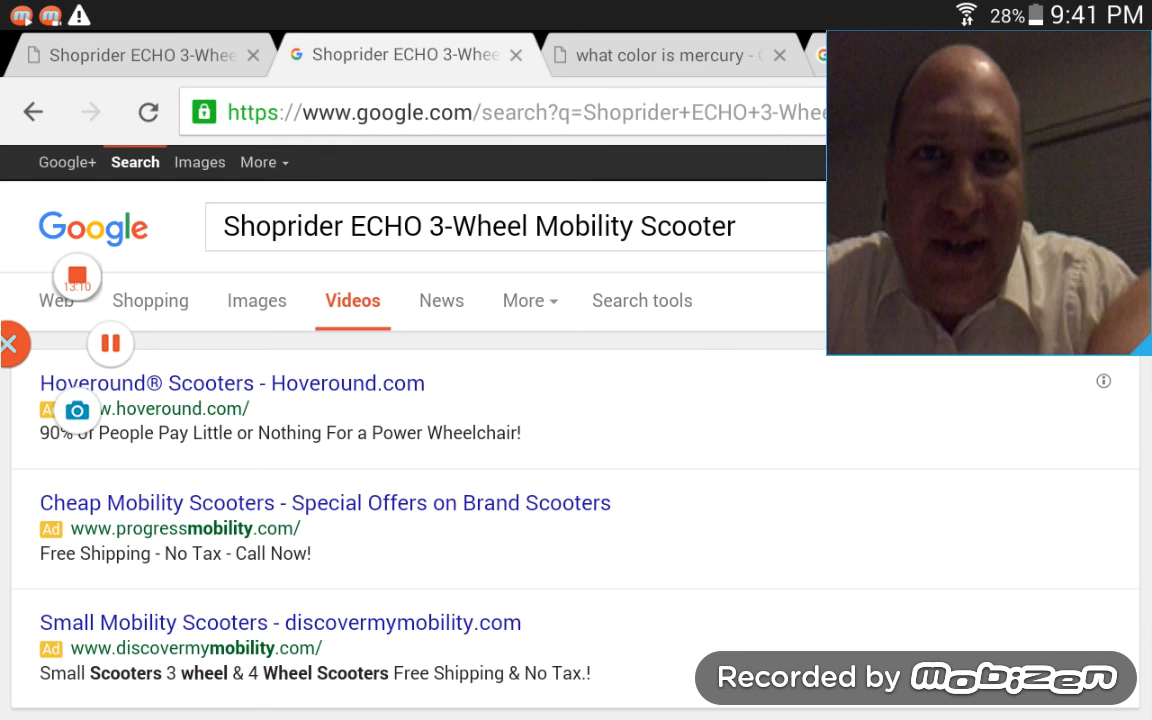 28% 9:41 PM
Shoprider ECHO 3-Whee
Shoprider ECHO 3-Whee
what color is mercury -
https://www.google.com/search?q=Shoprider+ECHO+3-Whee
Google+ Search Images More
Google
Shoprider ECHO 3-Wheel Mobility Scooter
13:10
Web Shopping Images Videos News More Search tools
Hoveround® Scooters - Hoveround.com
w.hoveround.com/
90% of People Pay Little or Nothing For a Power Wheelchair!
Cheap Mobility Scooters - Special Offers on Brand Scooters
Ad www.progressmobility.com/
Free Shipping - No Tax - Call Now!
Small Mobility Scooters - discovermymobility.com
Ad www.discovermymobility.com/
Small Scooters 3 wheel & 4 Wheel Scooters Free Shipping & No Tax.!
Recorded by mobizen